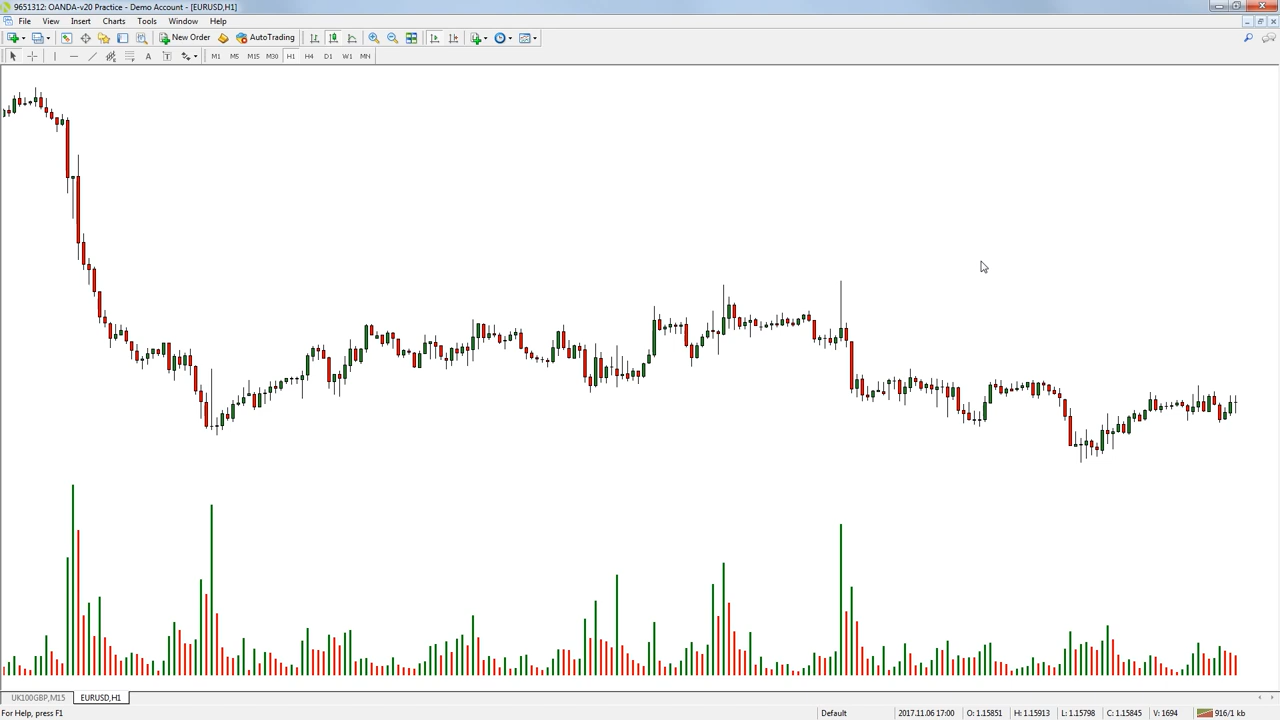 9651312: OANDA-v20 Practice - Demo Account - [EURUSD,H1]
File View Insert Charts Tools Window Help
New Order AutoTrading
A T M1 M5 M15 M30 H1 H4 D1 W1 MN
UK100GBP,M15 EURUSD,H1
For Help, press F1 Default 2017.11.06 17:00 O: 1.15851 H: 1.15913 L: 1.15798 C: 1.15845 V: 1694 916/1 kb